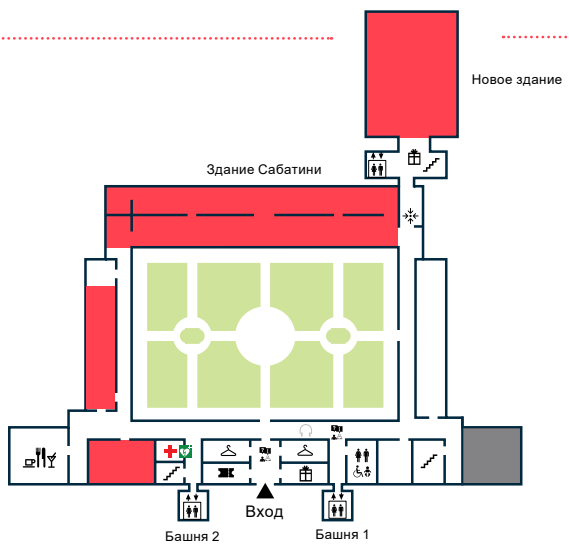 Новое здание
Здание Сабатини
Вход
Башня 2
Башня 1